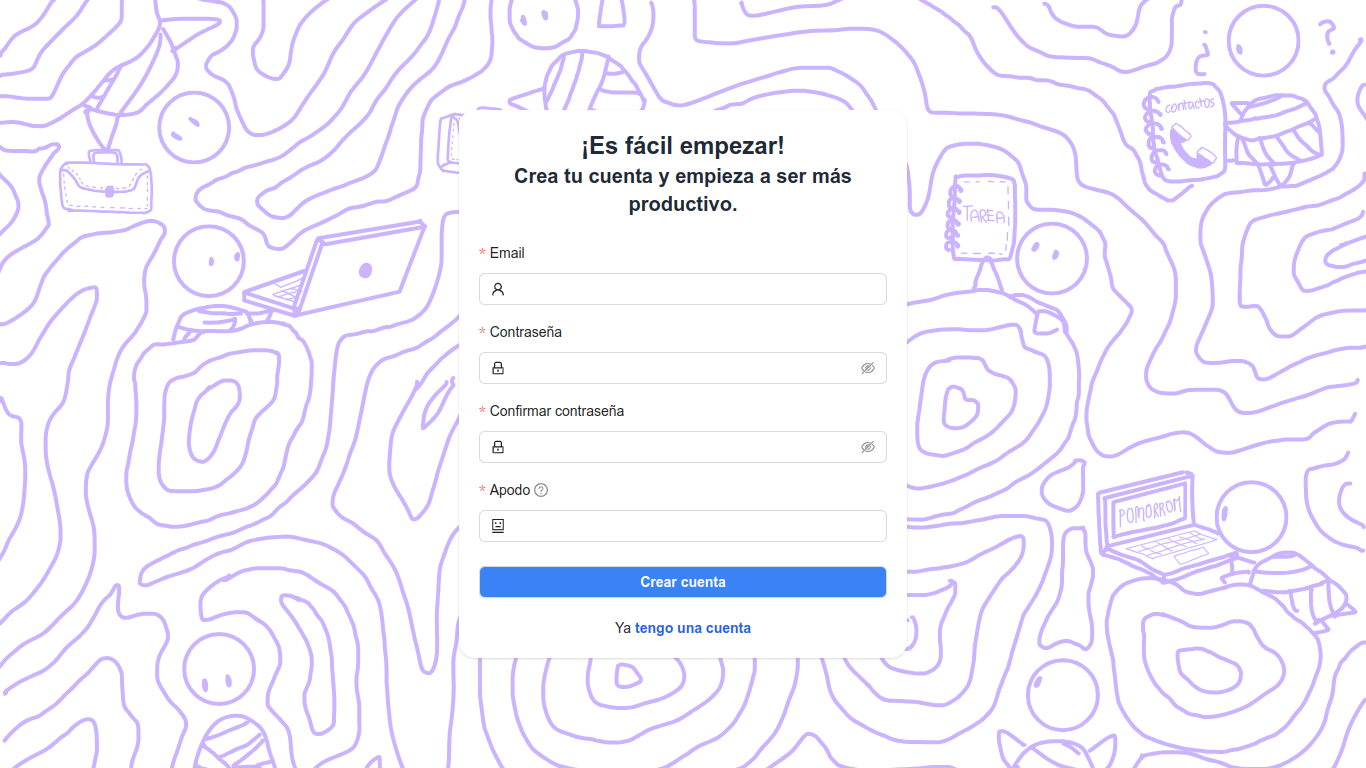 contactos
TAREA
¡Es fácil empezar!
Crea tu cuenta y empieza a ser más
productivo.
* Email
* Contraseña
* Confirmar contraseña
* Apodo
Crear cuenta
Ya tengo una cuenta
POMORROM